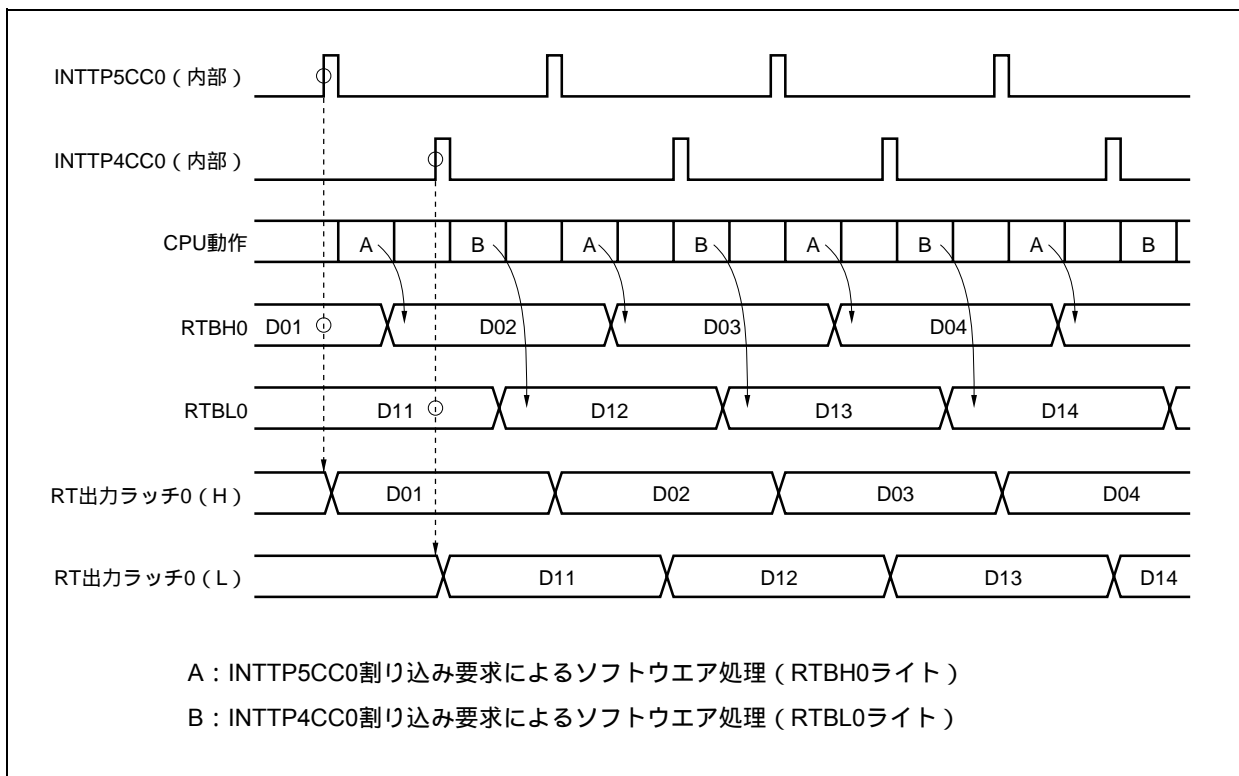 INTTP5CC0（内部）
INTTP4CC0（内部）
CPU動作 A B A B A B A B
RTBH0 D01 D02 D03 D04
RTBL0 D11 D12 D13 D14
RT出力ラッチ0（H） D01 D02 D03 D04
RT出力ラッチ0（L） D11 D12 D13 D14
A：INTTP5CC0割り込み要求によるソフトウエア処理（RTBH0ライト）
B：INTTP4CC0割り込み要求によるソフトウエア処理（RTBL0ライト）